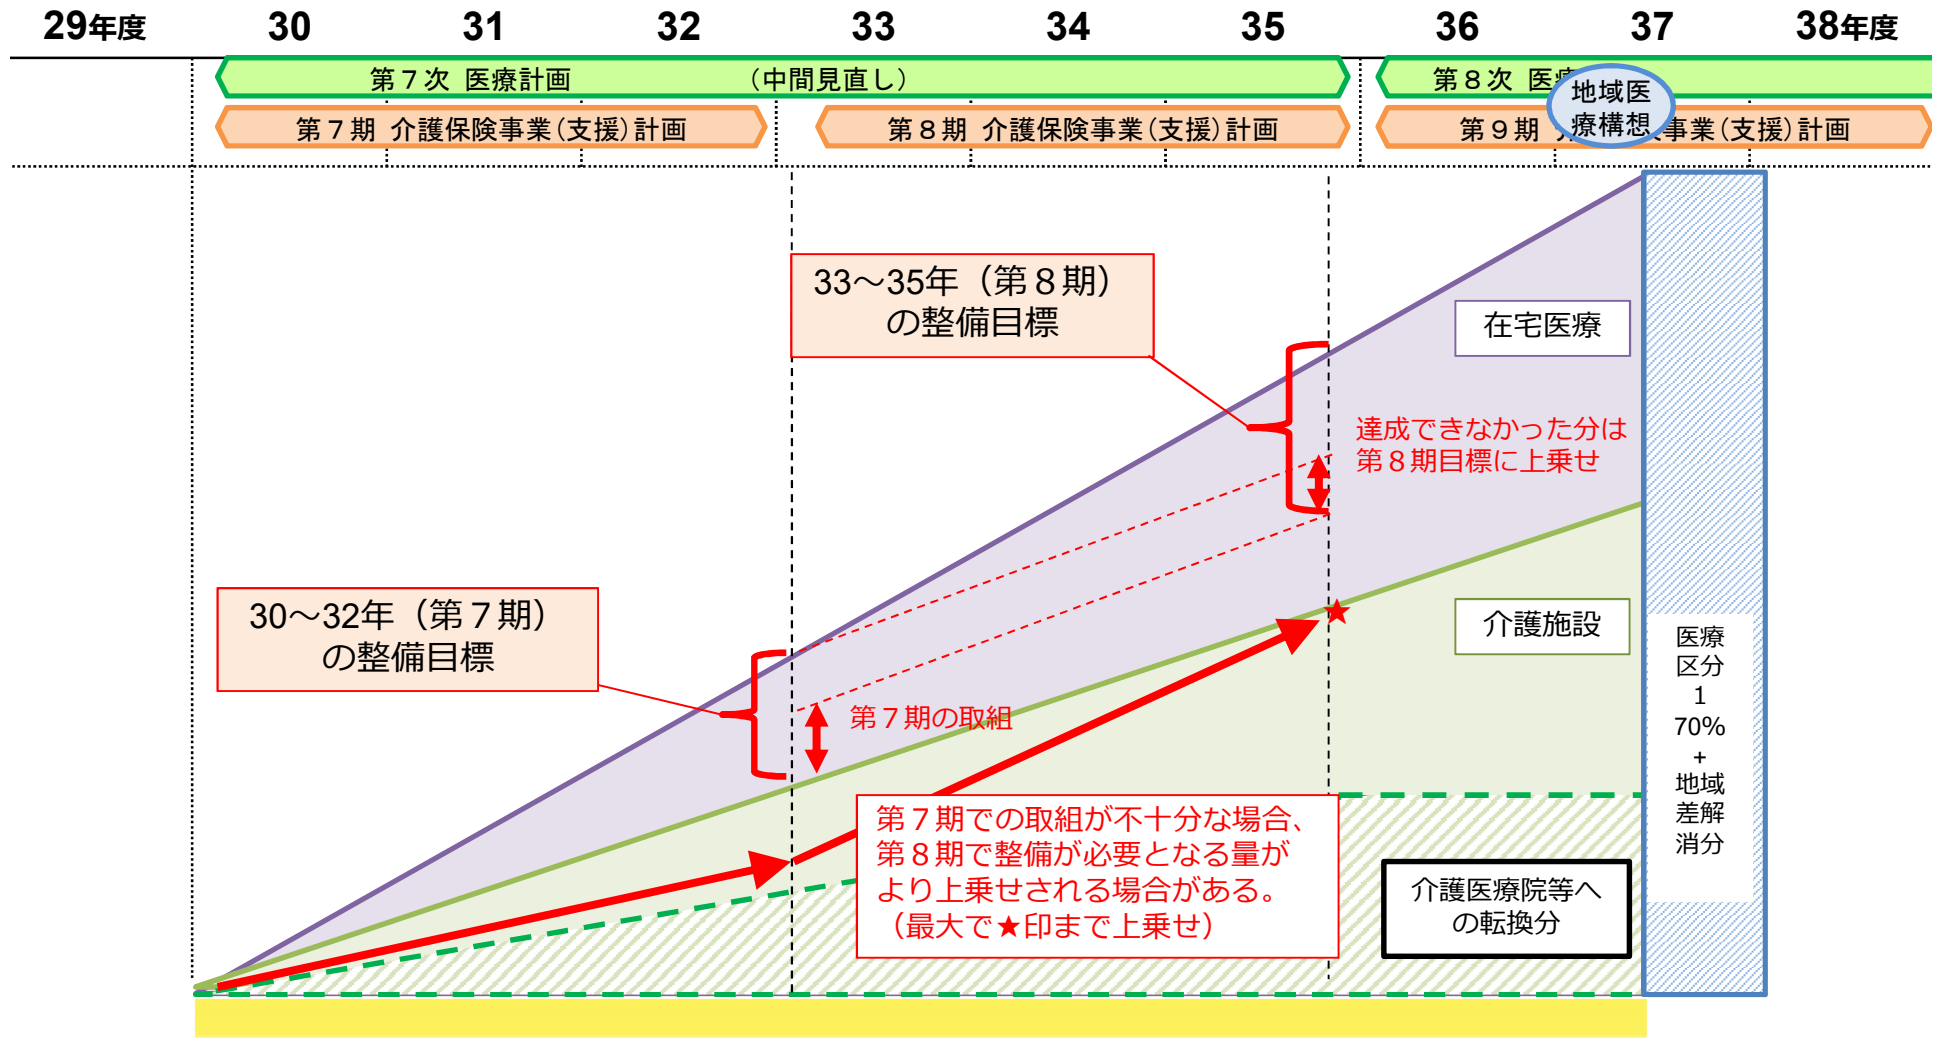 29年度 30 31 32 33 34 35 36 37 38年度
第７次 医療計画 （中間見直し） 第８次 医療
地域医
療構想
第７期 介護保険事業（支援）計画 第８期 介護保険事業（支援）計画 第９期 事業（支援）計画
33～35年（第８期）
の整備目標
在宅医療
達成できなかった分は
第８期目標に上乗せ
30～32年（第７期）
の整備目標
介護施設
第７期の取組
医療
区分
1
70%
+
地域
差解
消分
第７期での取組が不十分な場合、
第８期で整備が必要となる量が
より上乗せされる場合がある。
（最大で★印まで上乗せ）
介護医療院等へ
の転換分